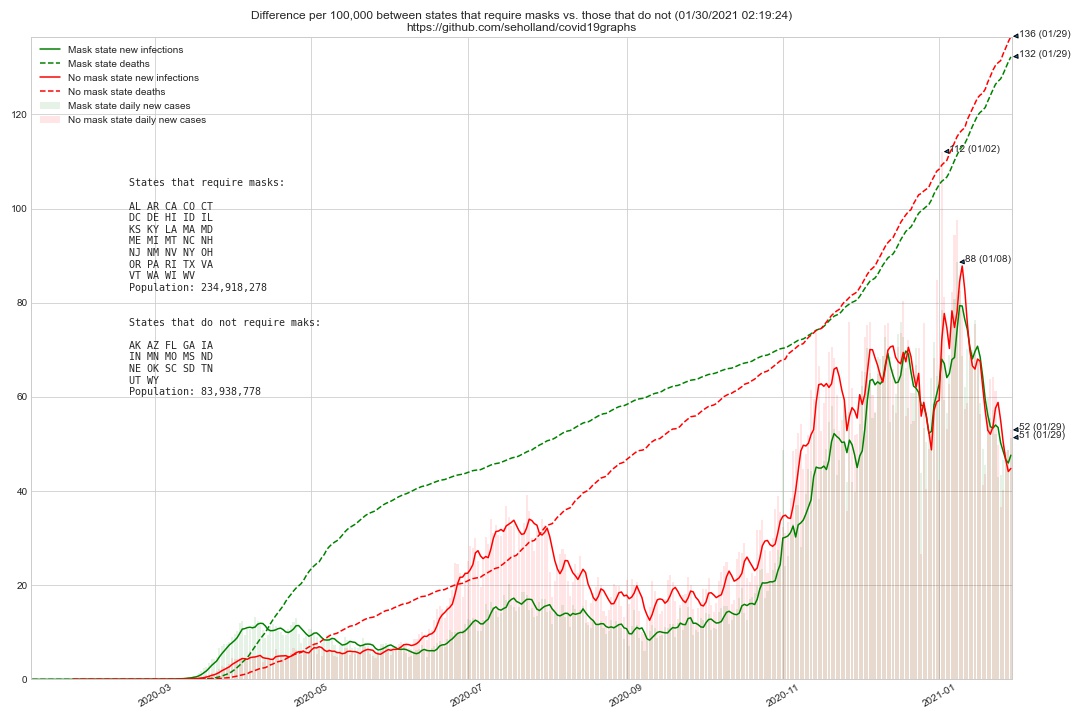 Difference per 100,000 between states that require masks vs. those that do not (01/30/2021 02:19:24)
https://github.com/seholland/covid19graphs
Mask state new infections
Mask state deaths
No mask state new infections
No mask state deaths
Mask state daily new cases
No mask state daily new cases
136 (01/29)
132 (01/29)
112 (01/02)
88 (01/08)
52 (01/29)
51 (01/29)
States that require masks:
AL AR CA CO CT
DC DE HI ID IL
KS KY LA MA MD
ME MI MT NC NH
NJ NM NV NY OH
OR PA RI TX VA
VT WA WI WV
Population: 234,918,278
States that do not require maks:
AK AZ FL GA IA
IN MN MO MS ND
NE OK SC SD TN
UT WY
Population: 83,938,778
120
100
80
60
40
20
0
2020-03
2020-05
2020-07
2020-09
2020-11
2021-01